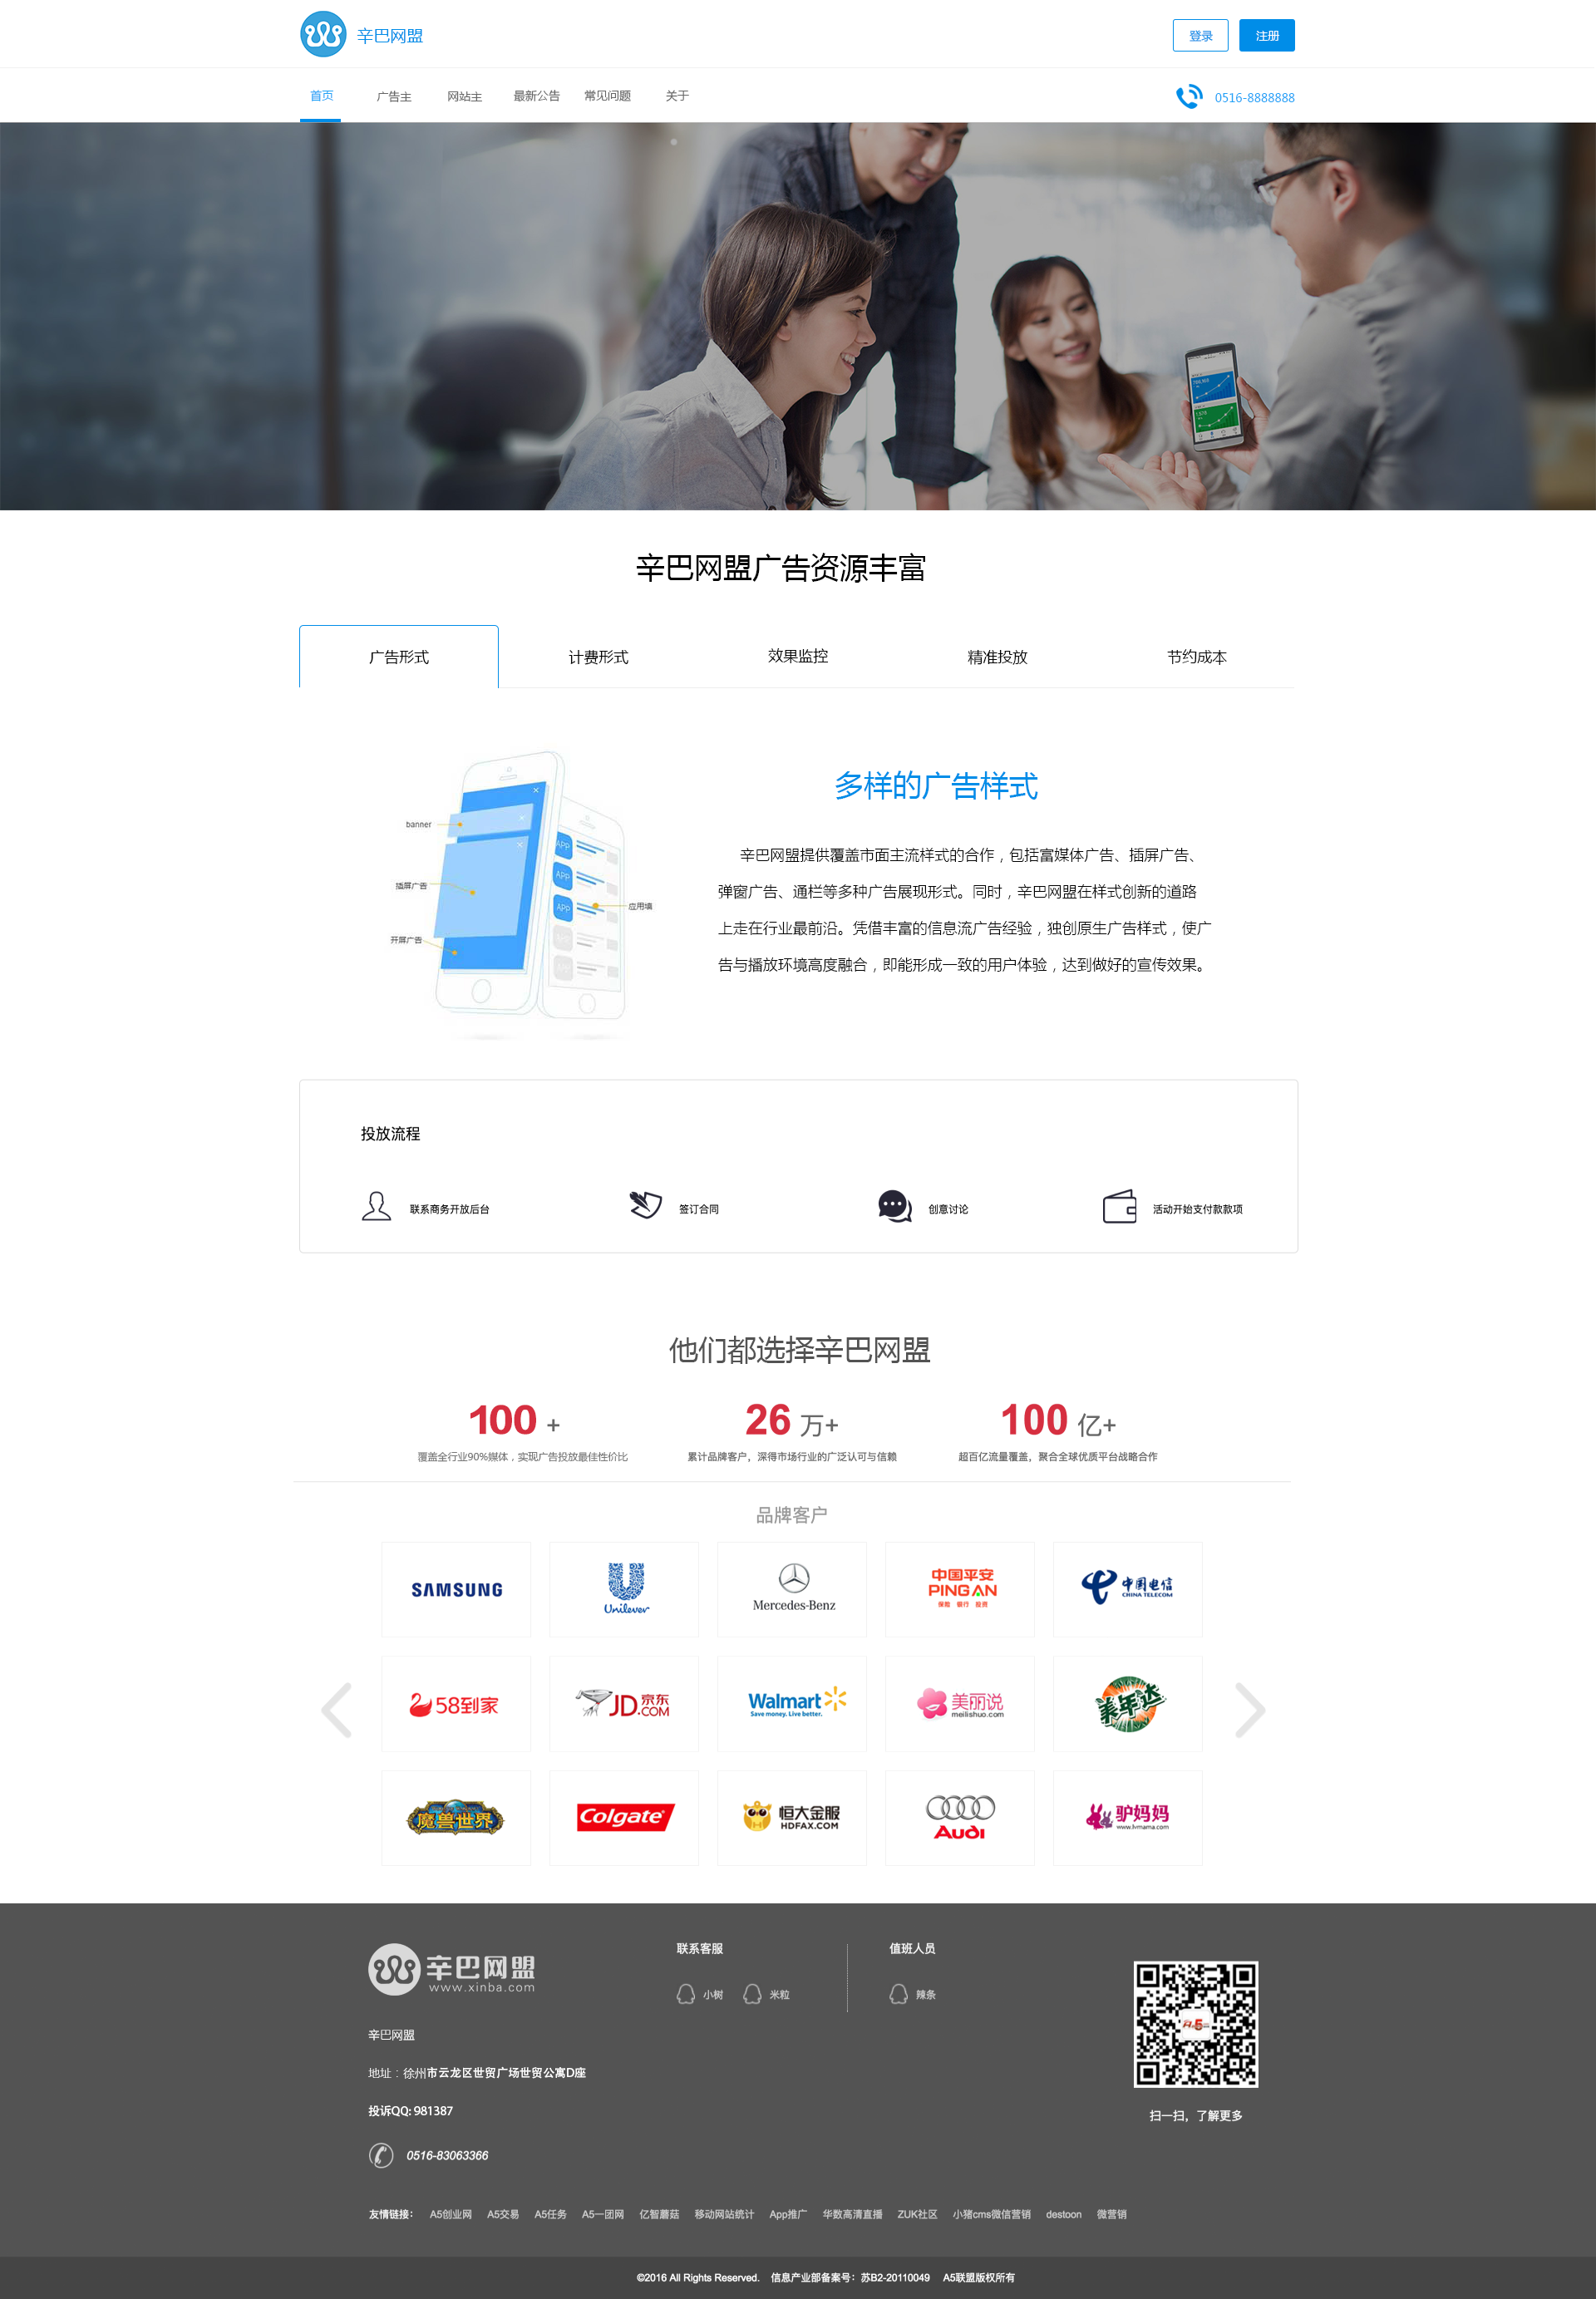 辛巴网盟
登录
注册
首页
广告主
网站主
最新公告
常见问题
关于
0516-8888888
辛巴网盟广告资源丰富
广告形式
计费形式
效果监控
精准投放
节约成本
banner
插屏广告
开屏广告
APP
APP
APP
应用墙
多样的广告样式
辛巴网盟提供覆盖市面主流样式的合作，包括富媒体广告、插屏广告、
弹窗广告、通栏等多种广告展现形式。同时，辛巴网盟在样式创新的道路
上走在行业最前沿。凭借丰富的信息流广告经验，独创原生广告样式，使广
告与播放环境高度融合，即能形成一致的用户体验，达到做好的宣传效果。
投放流程
联系商务开放后台
签订合同
创意讨论
活动开始支付款款项
他们都选择辛巴网盟
100 +
26 万+
100 亿+
覆盖全行业90%媒体，实现广告投放最佳性价比
累计品牌客户，深得市场行业的广泛认可与信赖
超百亿流量覆盖，聚合全球优质平台战略合作
品牌客户
SAMSUNG
Unilever
Mercedes-Benz
中国平安
PING AN
保险 银行 投资
中国电信
CHINA TELECOM
58到家
JD.COM 京东
Walmart
Save money. Live better.
美丽说
meilishuo.com
美年达
魔兽世界
Colgate
恒大金服
HDFAX.COM
Audi
驴妈妈
www.lvmama.com
辛巴网盟
www.xinba.com
联系客服
值班人员
小树
米粒
辣条
辛巴网盟
地址：徐州市云龙区世贸广场世贸公寓D座
投诉QQ: 981387
0516-83063366
扫一扫，了解更多
友情链接： A5创业网 A5交易 A5任务 A5一团网 亿智蘑菇 移动网站统计 App推广 华数高清直播 ZUK社区 小猪cms微信营销 destoon 微营销
©2016 All Rights Reserved. 信息产业部备案号：苏B2-20110049 A5联盟版权所有